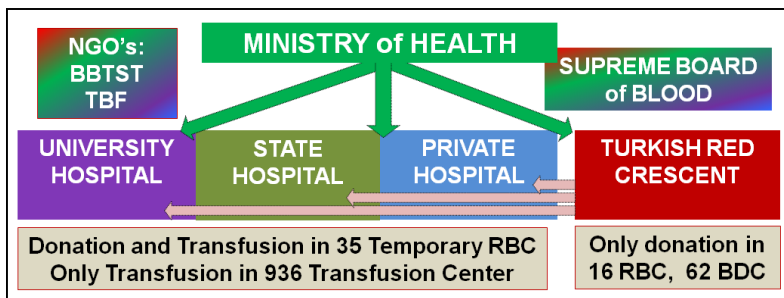 NGO's:
BBTST
TBF
MINISTRY of HEALTH
SUPREME BOARD
of BLOOD
UNIVERSITY
HOSPITAL
STATE
HOSPITAL
PRIVATE
HOSPITAL
TURKISH RED
CRESCENT
Donation and Transfusion in 35 Temporary RBC
Only Transfusion in 936 Transfusion Center
Only donation in
16 RBC, 62 BDC